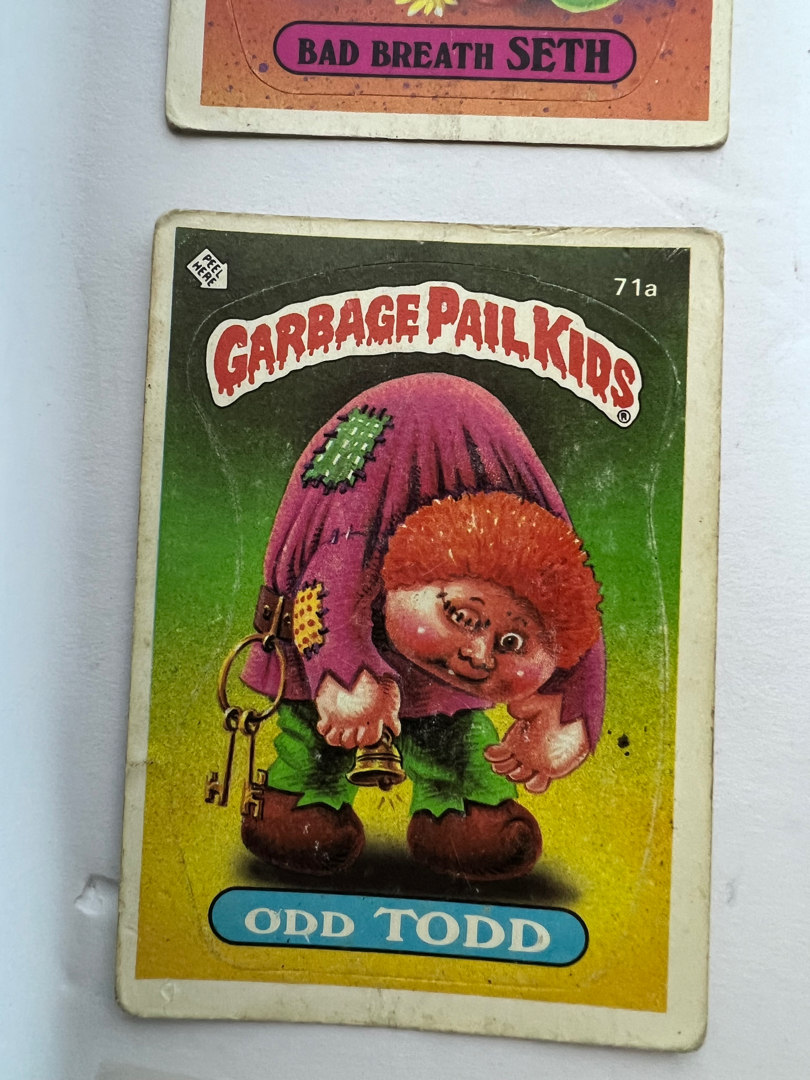 BAD BREATH SETH
PEEL
HERE
71a
GARBAGE PAIL KIDS
®
ODD TODD